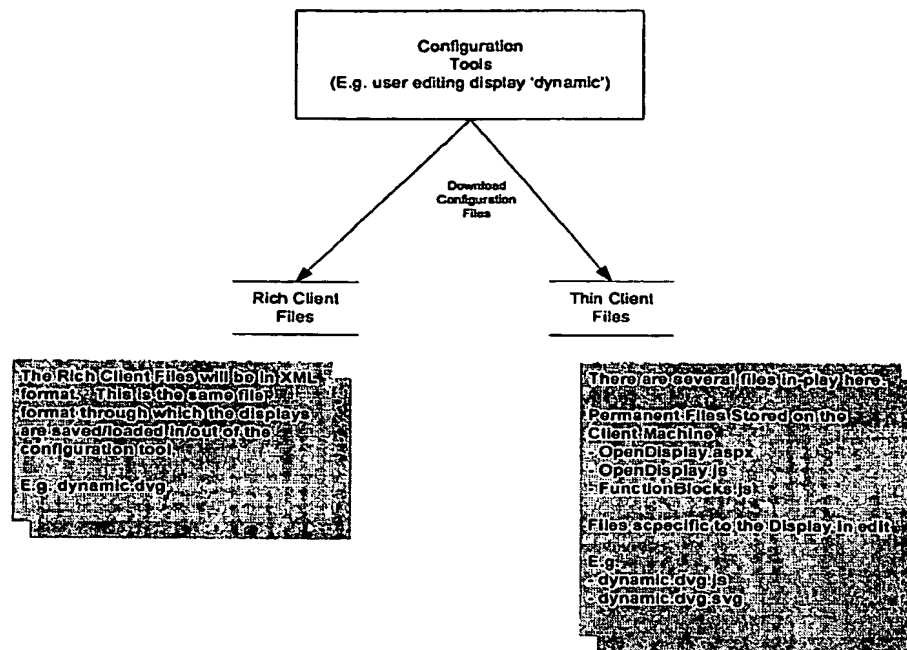 Configuration
Tools
(E.g. user editing display 'dynamic')
Download
Configuration
Files
Rich Client
Files
Thin Client
Files
The Rich Client Files will be in XML
format. This is the same file
format through which the displays
are saved/loaded in/out of the
configuration tool
E.g. dynamic.dvg
There are several files in-play here.
Permanent Files Stored on the
Client Machine
- OpenDisplay.aspx
- OpenDisplay.js
- FunctionBlocks.js
Files scpecific to the Display in edit
E.g.
- dynamic.dvg.js
- dynamic.dvg.svg